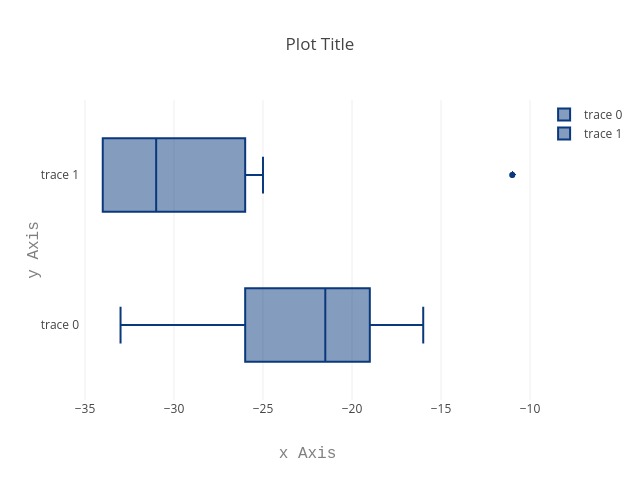 Plot Title
trace 0
trace 1
trace 1
trace 0
y Axis
−35
−30
−25
−20
−15
−10
x Axis